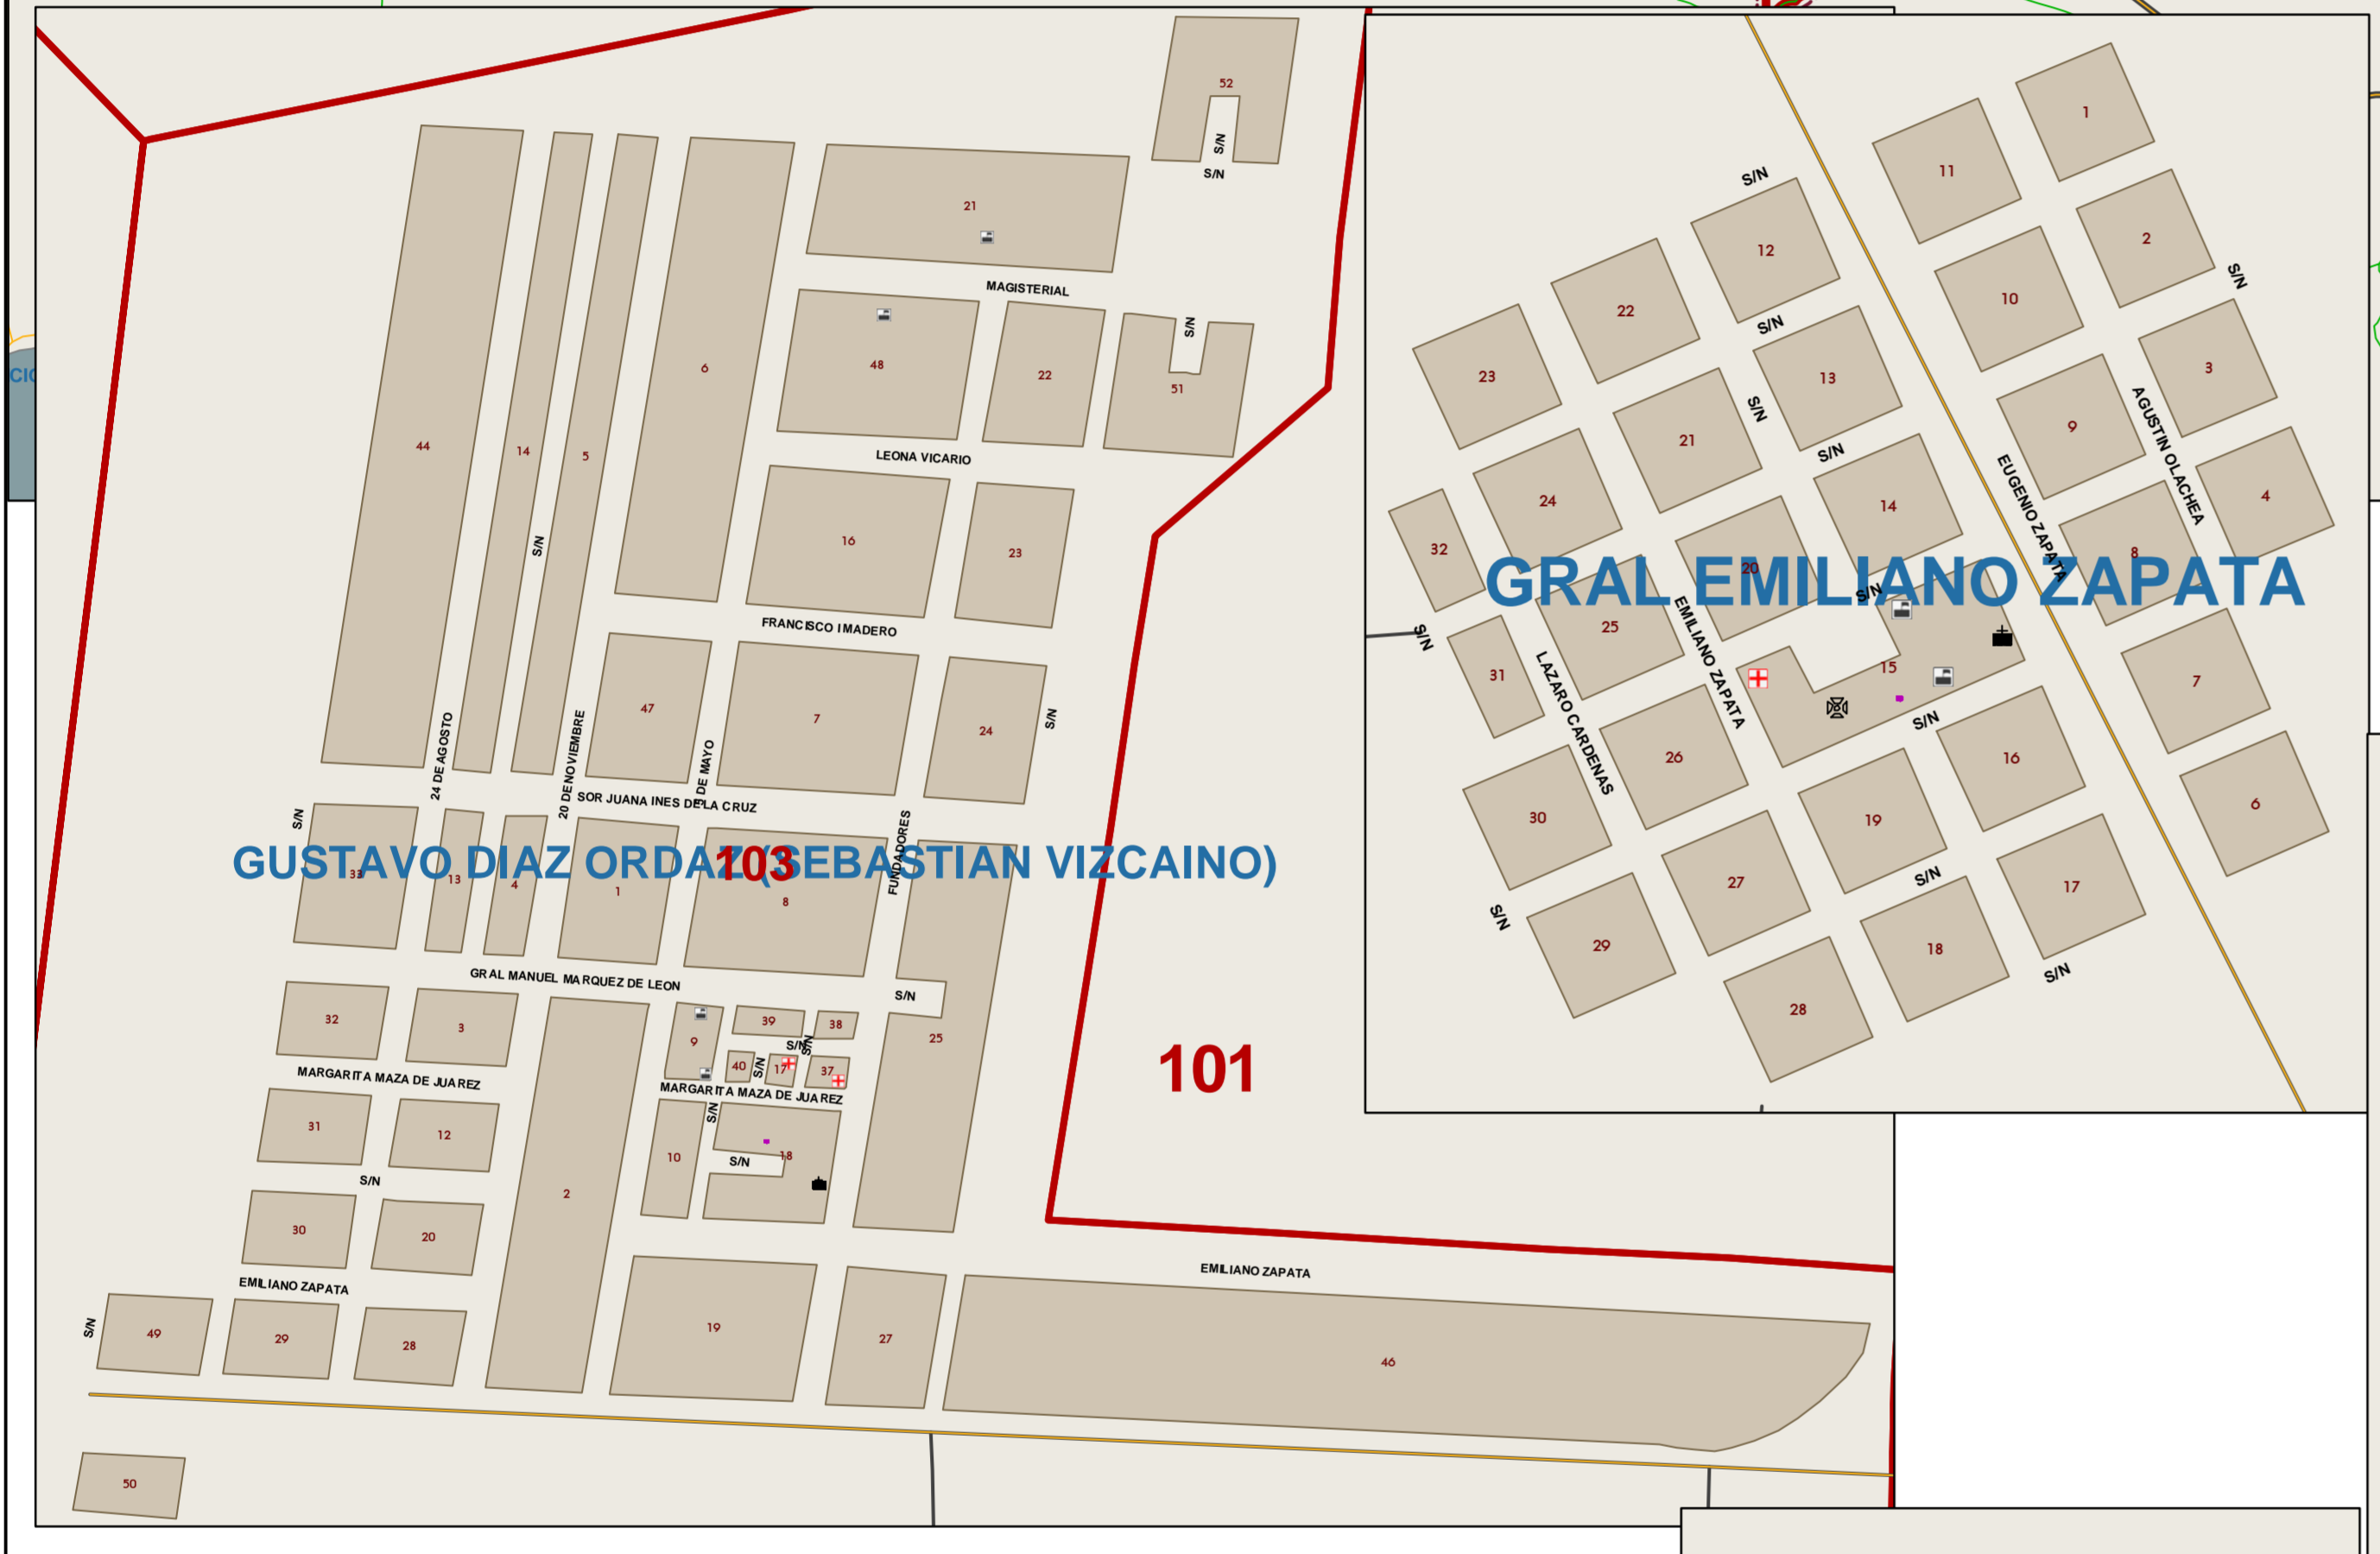 52
S/N
S/N
21
MAGISTERIAL
S/N
6
48
22
51
44
14
5
LEONA VICARIO
S/N
16
23
FRANCISCO I MADERO
47
7
24
S/N
24 DE AGOSTO
20 DE NOVIEMBRE
DE MAYO
SOR JUANA INES DE LA CRUZ
S/N
FUNDADORES
GUSTAVO DIAZ ORDAZ (SEBASTIAN VIZCAINO)
103
33
13
4
1
8
GRAL MANUEL MARQUEZ DE LEON
S/N
32
3
9
39
38
25
S/N
S/N
40
S/N
17
37
MARGARITA MAZA DE JUAREZ
MARGARITA MAZA DE JUAREZ
S/N
31
12
10
18
S/N
S/N
2
30
20
EMILIANO ZAPATA
EMILIANO ZAPATA
S/N
49
29
28
19
27
46
50
101
1
11
S/N
2
12
S/N
10
22
S/N
3
23
13
S/N
9
AGUSTIN OLACHEA
21
S/N
4
24
14
EUGENIO ZAPATA
32
8
GRAL EMILIANO ZAPATA
20
S/N
25
S/N
EMILIANO ZAPATA
15
31
LAZARO CARDENAS
7
S/N
26
16
6
30
19
S/N
27
17
S/N
29
18
S/N
28
CIO